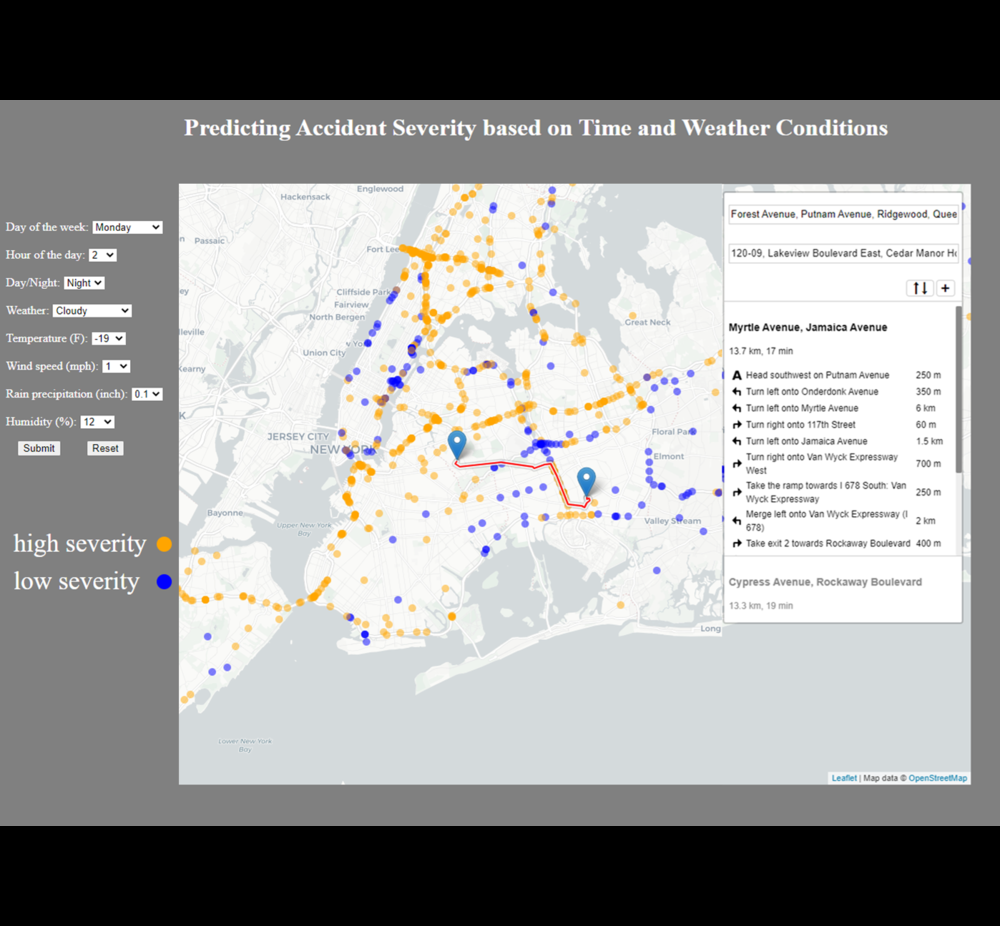 Predicting Accident Severity based on Time and Weather Conditions
Day of the week: Monday
Hour of the day: 2
Day/Night: Night
Weather: Cloudy
Temperature (F): -19
Wind speed (mph): 1
Rain precipitation (inch): 0.1
Humidity (%): 12
Submit Reset
high severity
low severity
Englewood
Hackensack
Passaic
Fort Lee
Cliffside Park
Fairview
North Bergen
Union City
Great Neck
JERSEY CITY
NEW YORK
Floral Park
Elmont
Bayonne
Upper New York
Bay
Valley Stream
Long
Lower New York
Bay
Forest Avenue, Putnam Avenue, Ridgewood, Quee
120-09, Lakeview Boulevard East, Cedar Manor H
+
Myrtle Avenue, Jamaica Avenue
13.7 km, 17 min
Head southwest on Putnam Avenue 250 m
Turn left onto Onderdonk Avenue 350 m
Turn left onto Myrtle Avenue 6 km
Turn right onto 117th Street 60 m
Turn left onto Jamaica Avenue 1.5 km
Turn right onto Van Wyck Expressway
West 700 m
Take the ramp towards I 678 South: Van
Wyck Expressway 250 m
Merge left onto Van Wyck Expressway (I
678) 2 km
Take exit 2 towards Rockaway Boulevard 400 m
Cypress Avenue, Rockaway Boulevard
13.3 km, 19 min
Leaflet | Map data © OpenStreetMap